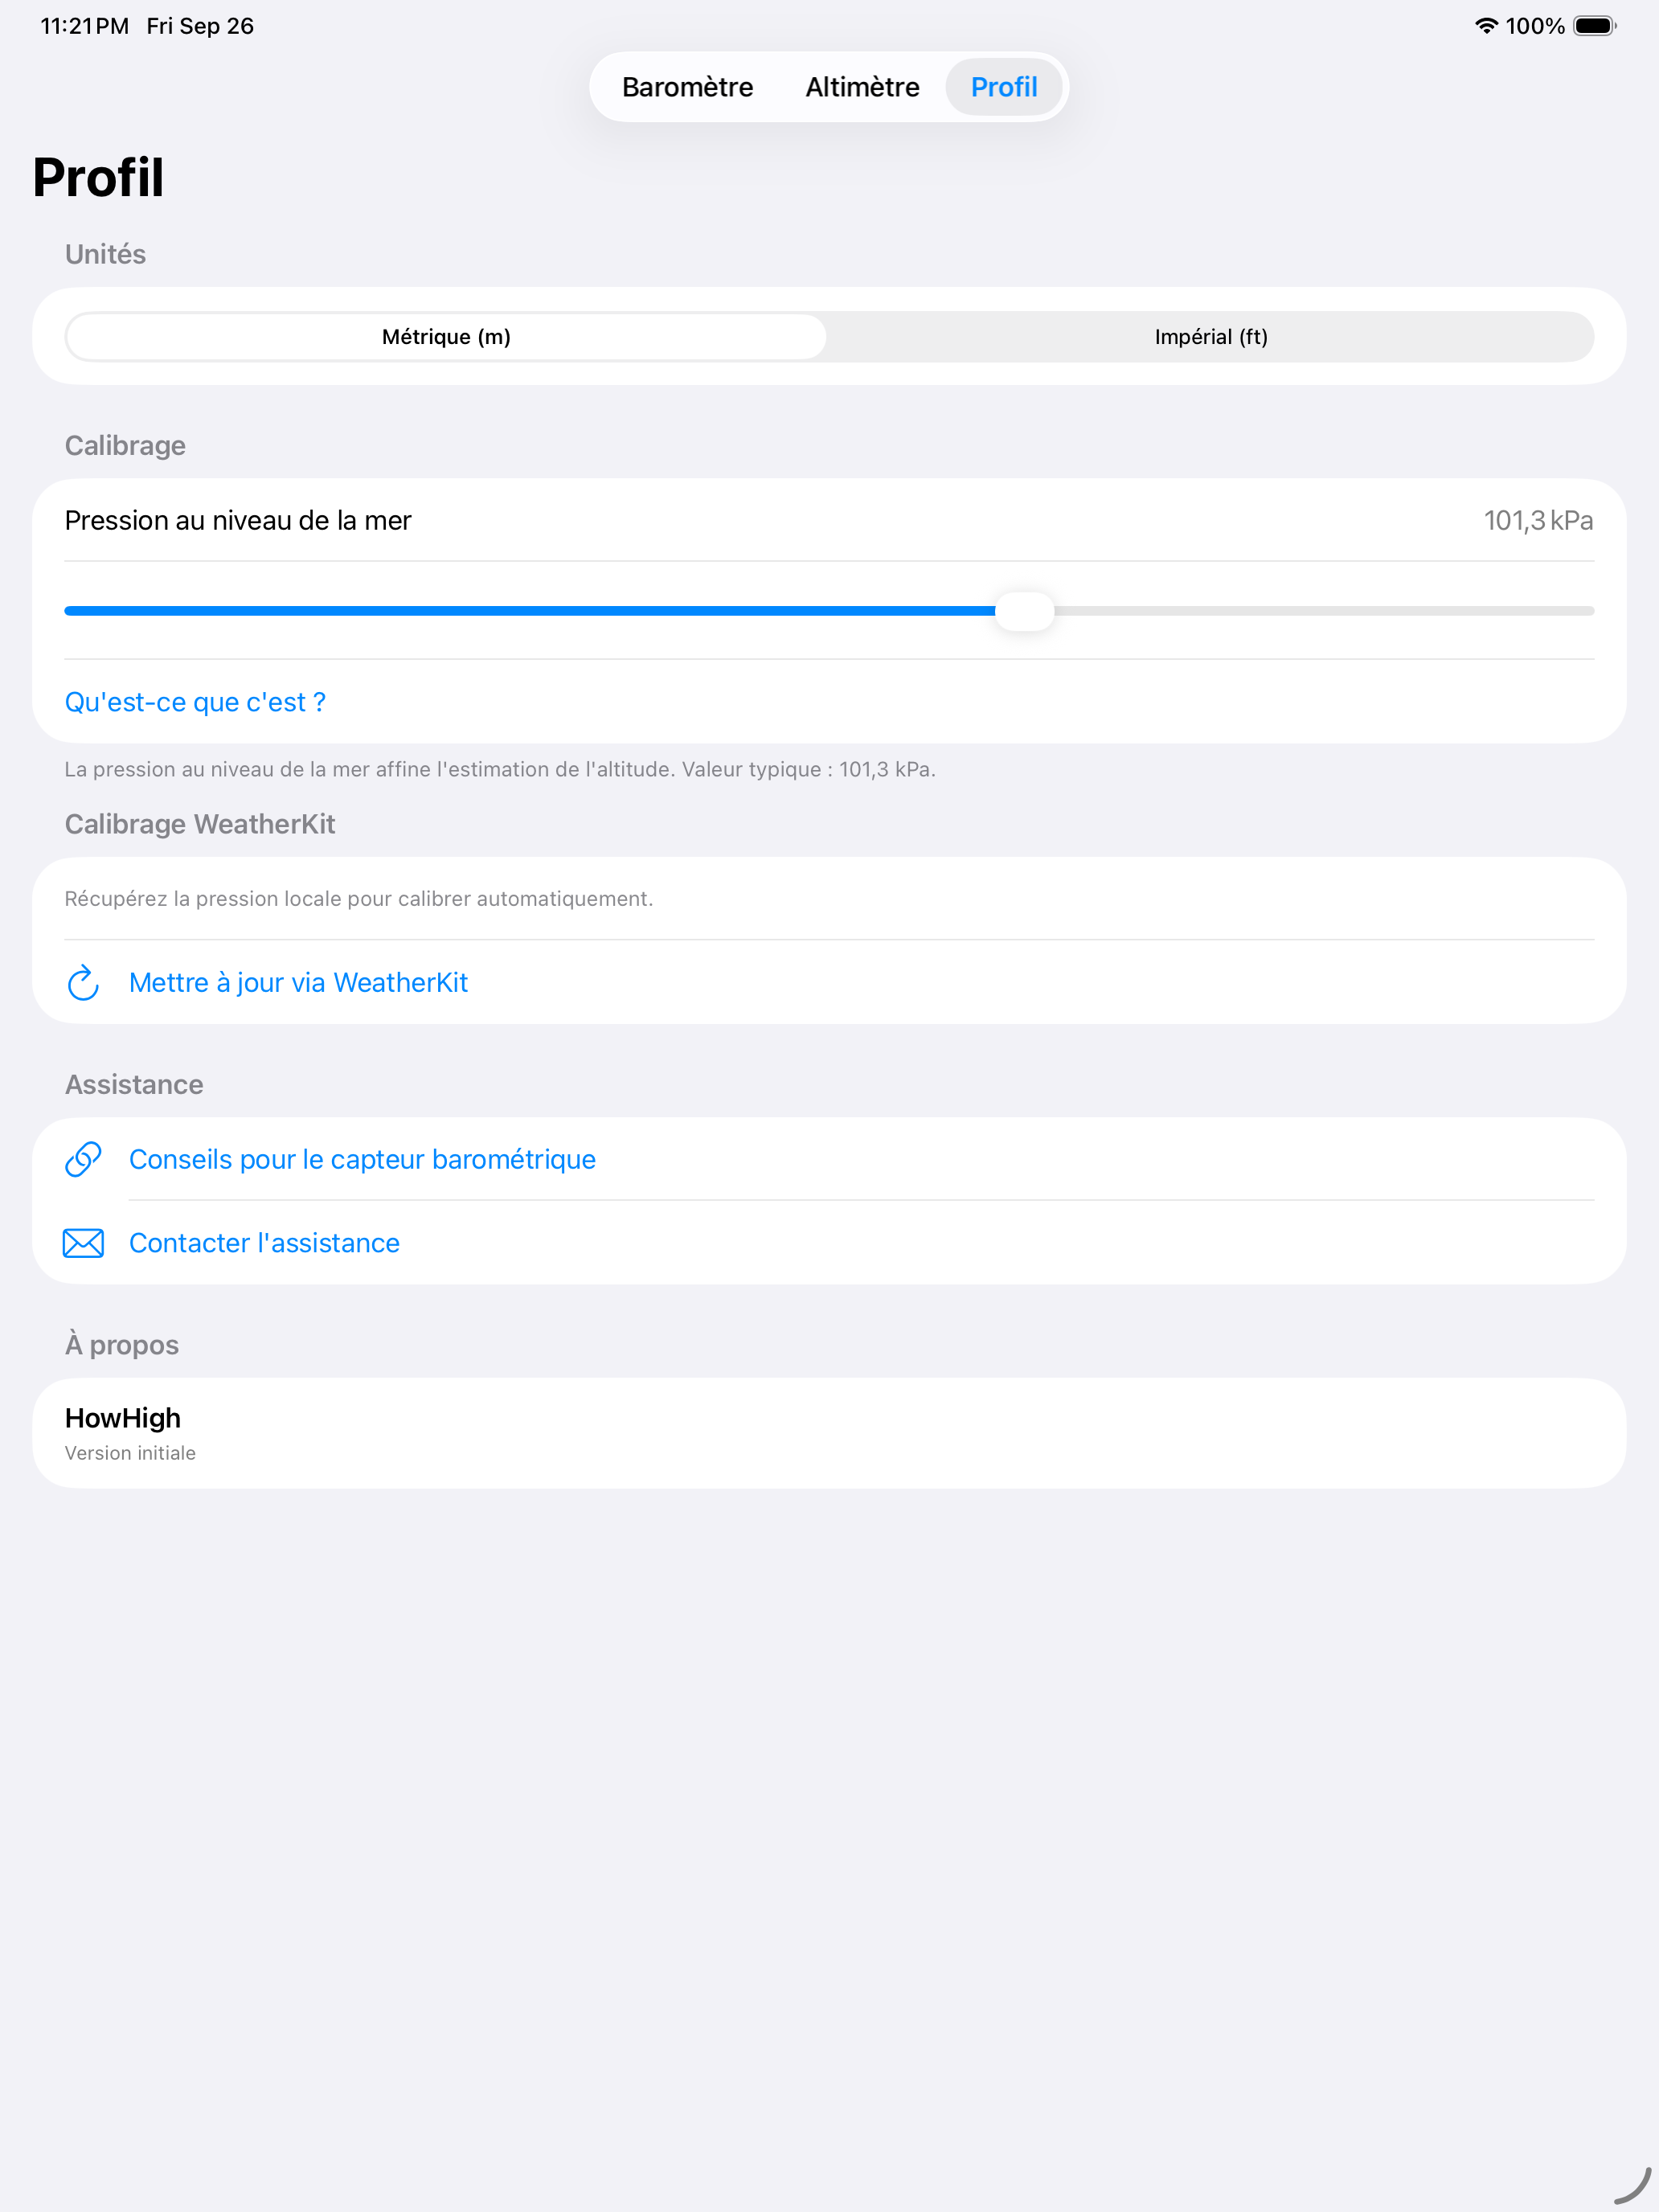 11:21 PM Fri Sep 26
100%
Baromètre Altimètre Profil
Profil
Unités
Métrique (m) Impérial (ft)
Calibrage
Pression au niveau de la mer 101,3 kPa
Qu'est-ce que c'est ?
La pression au niveau de la mer affine l'estimation de l'altitude. Valeur typique : 101,3 kPa.
Calibrage WeatherKit
Récupérez la pression locale pour calibrer automatiquement.
Mettre à jour via WeatherKit
Assistance
Conseils pour le capteur barométrique
Contacter l'assistance
À propos
HowHigh
Version initiale